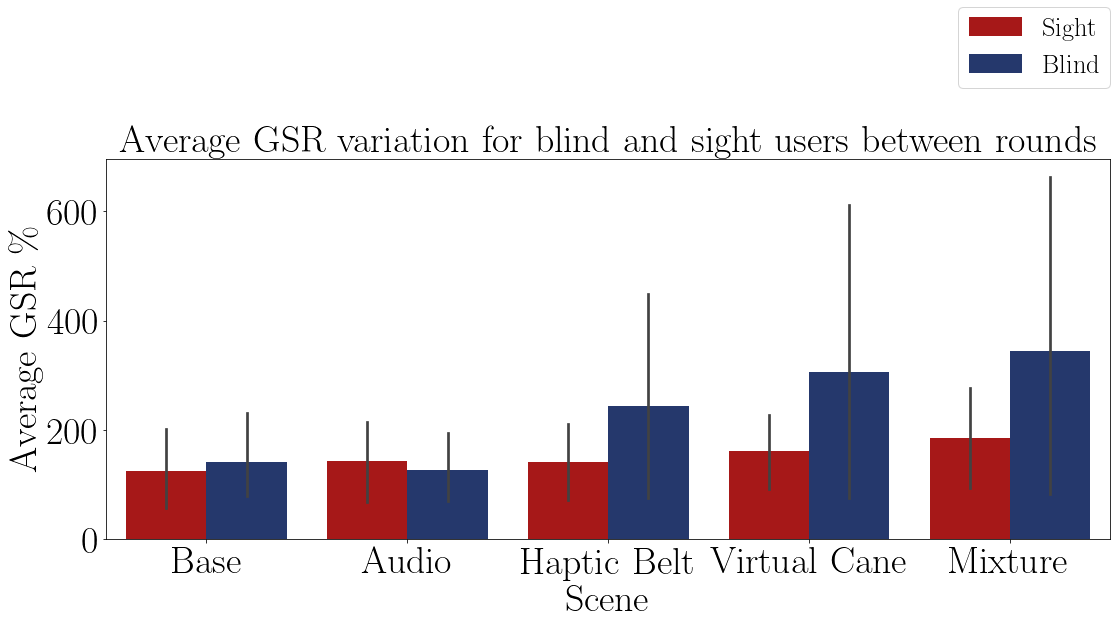 Sight
Blind
Average GSR variation for blind and sight users between rounds
Average GSR %
600
400
200
0
Base
Audio
Haptic Belt
Virtual Cane
Mixture
Scene